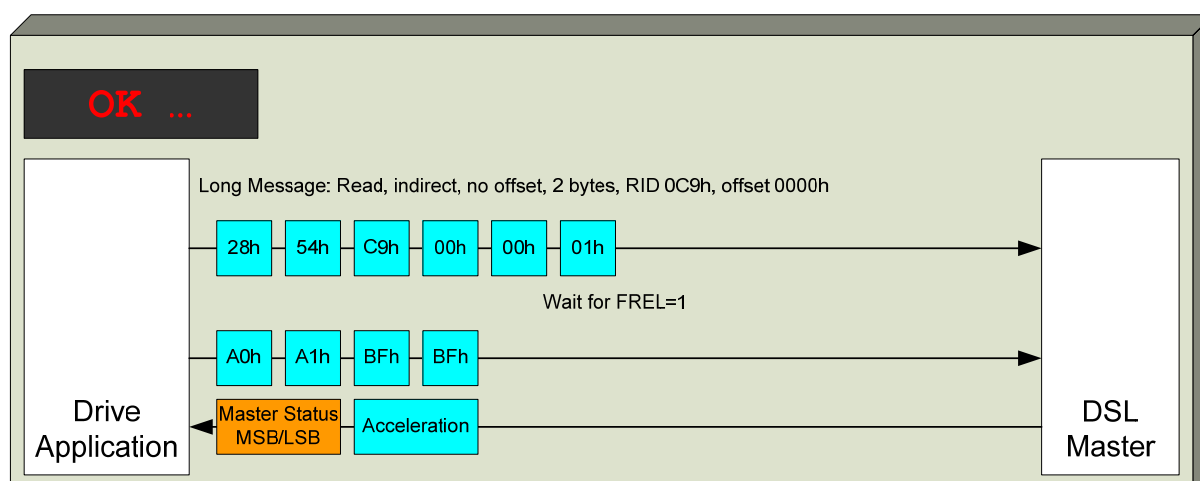 OK ...
Long Message: Read, indirect, no offset, 2 bytes, RID 0C9h, offset 0000h
28h 54h C9h 00h 00h 01h
Wait for FREL=1
A0h A1h BFh BFh
Master Status
MSB/LSB
Acceleration
Drive
Application
DSL
Master